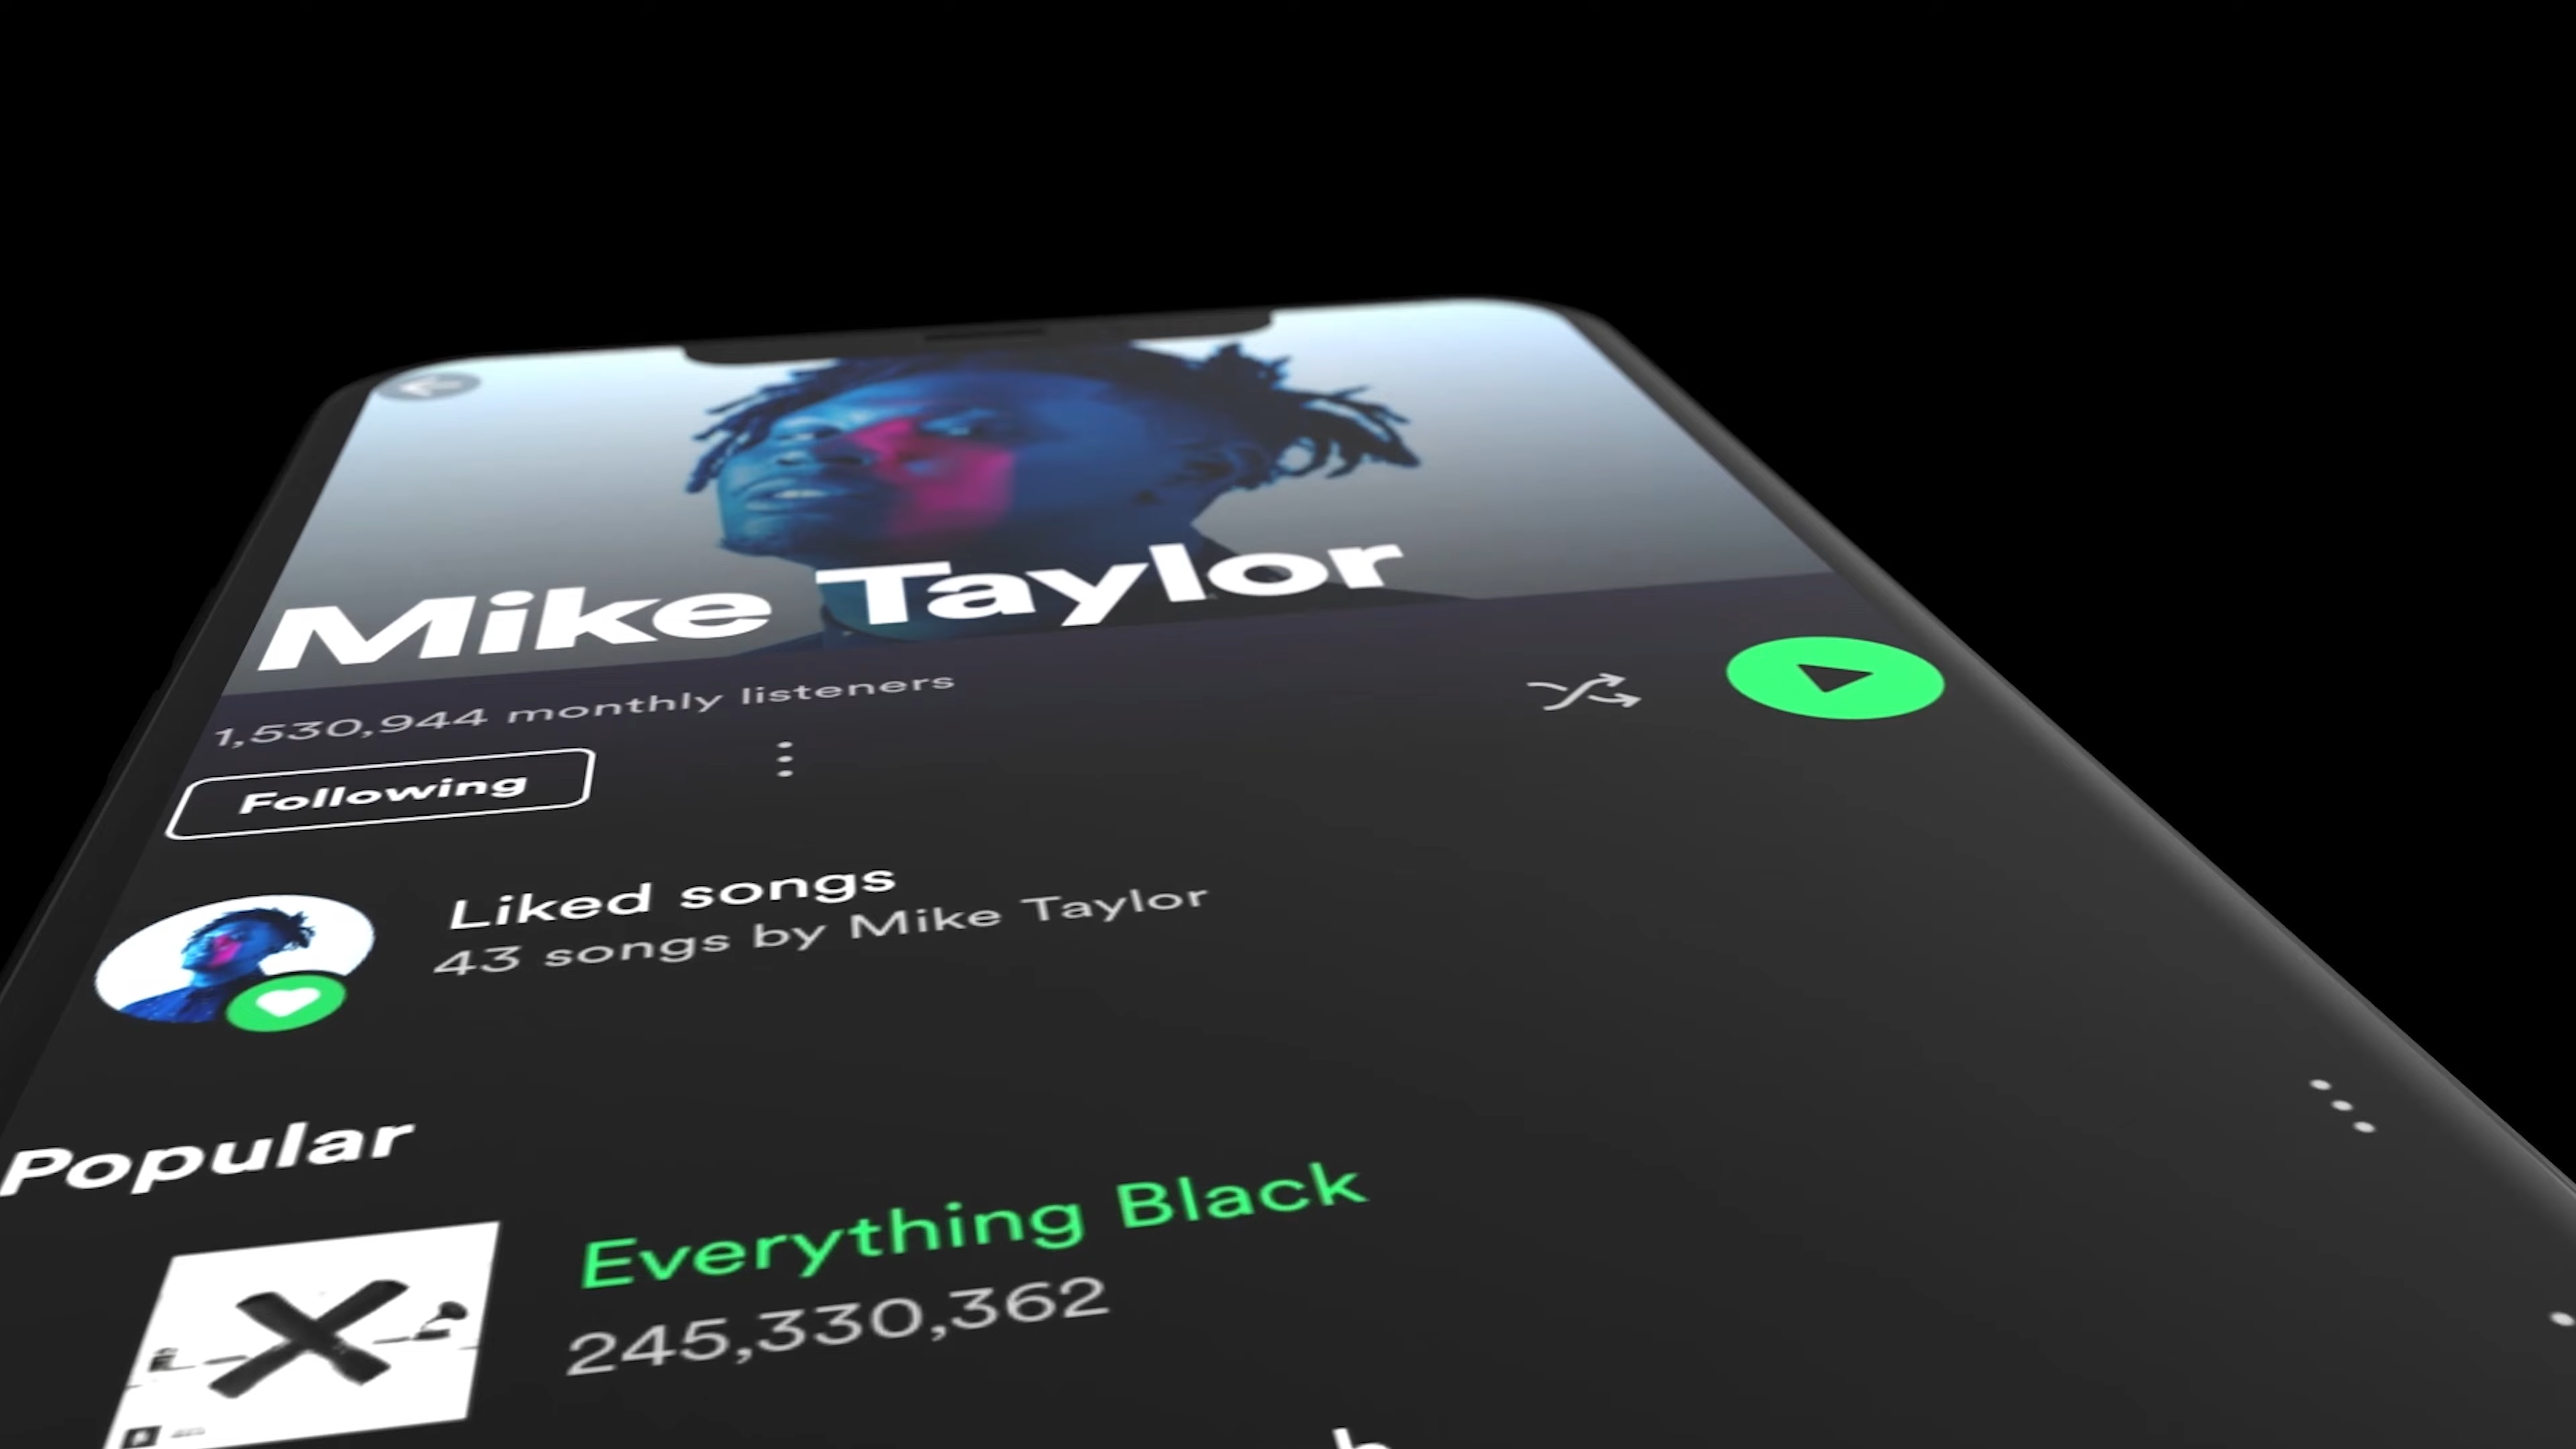 Mike Taylor
1,530,944 monthly listeners
Following
Liked songs
43 songs by Mike Taylor
Popular
Everything Black
245,330,362